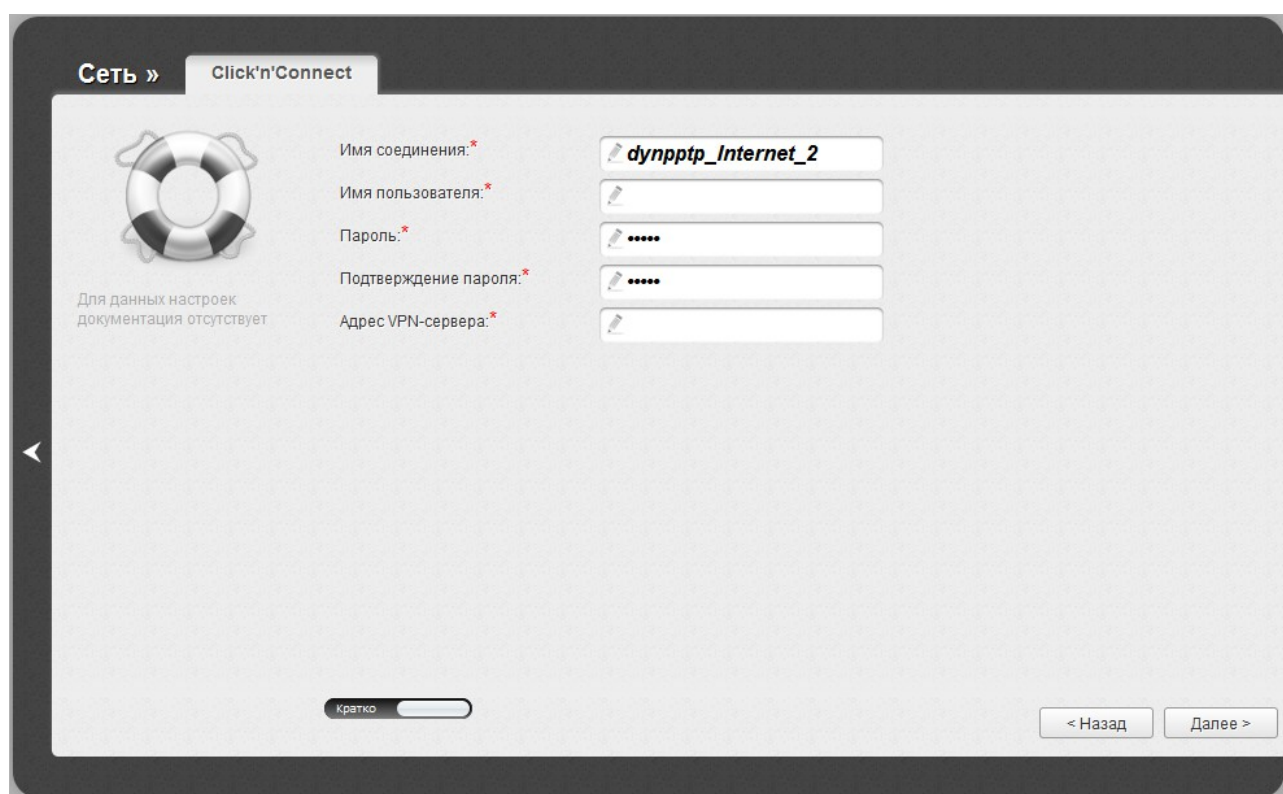 Сеть » Click'n'Connect
Имя соединения:* dynpptp_Internet_2
Имя пользователя:*
Пароль:* •••••
Подтверждение пароля:* •••••
Адрес VPN-сервера:*
Для данных настроек
документация отсутствует
Кратко
< Назад Далее >